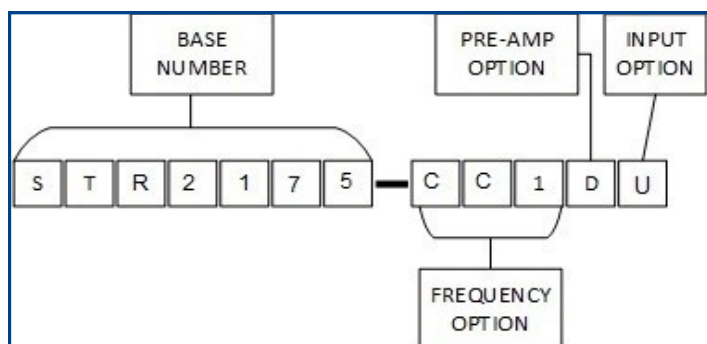 BASE
NUMBER
PRE-AMP
OPTION
INPUT
OPTION
S T R 2 1 7 5 – C C 1 D U
FREQUENCY
OPTION